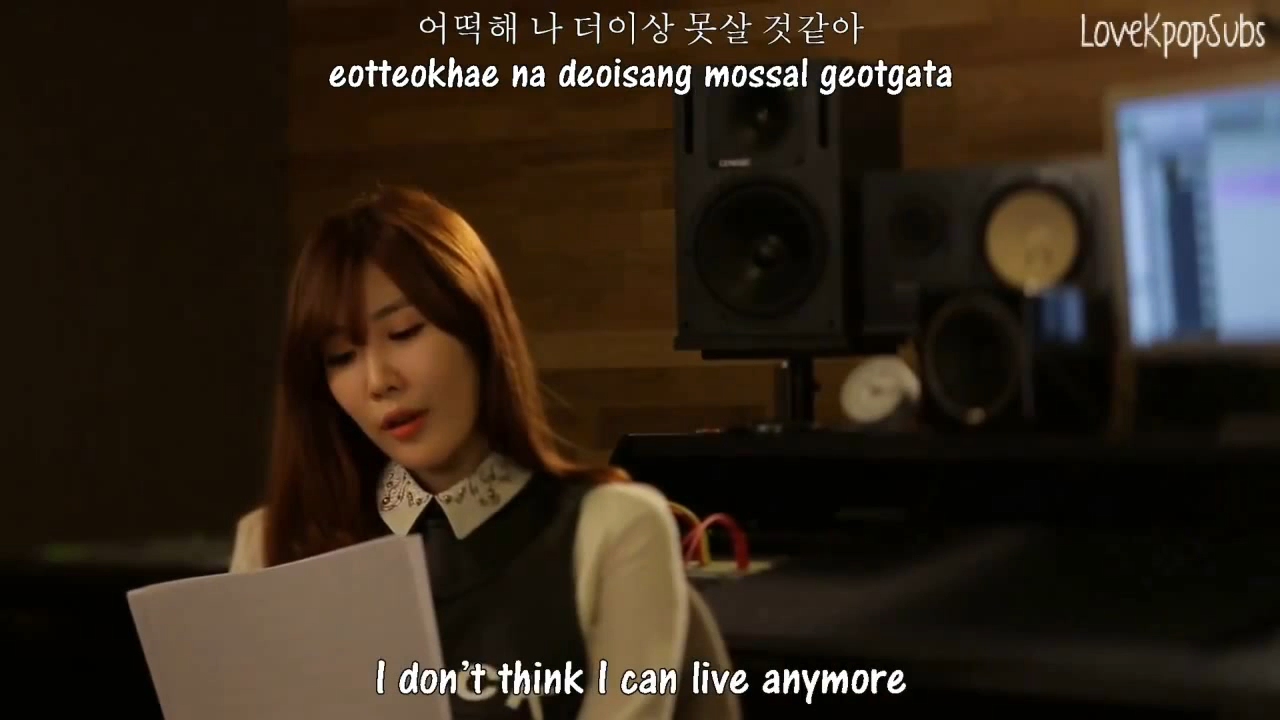 어떡해 나 더이상 못살 것같아
LoveKpopSubs
eotteokhae na deoisang mossal geotgata
I don't think I can live anymore